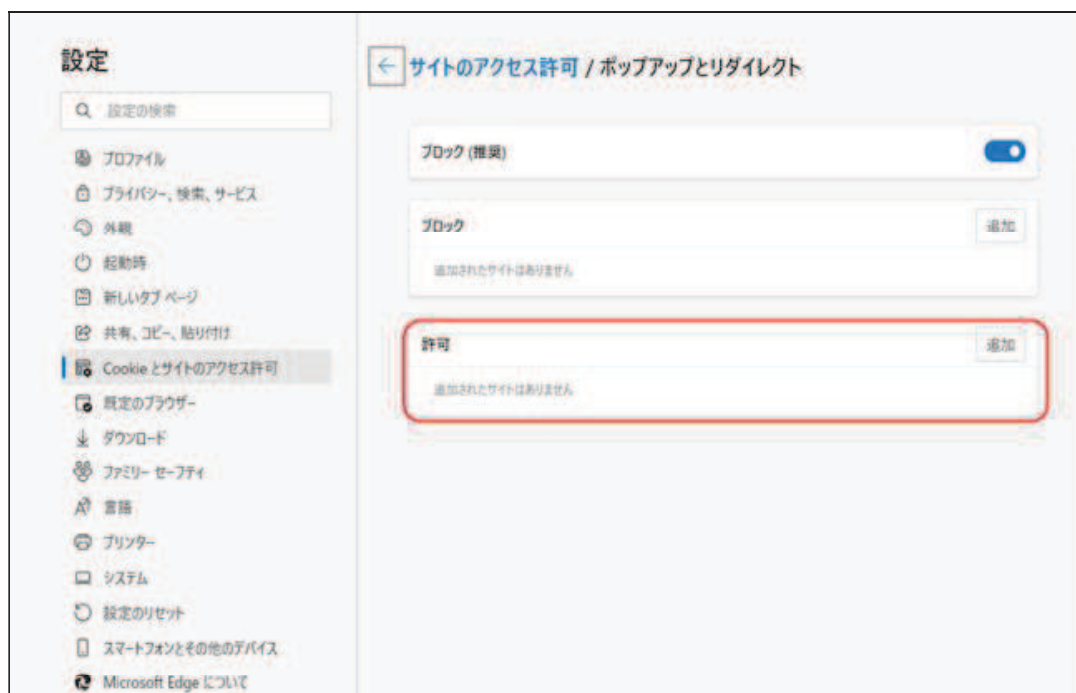 設定
設定の検索
プロファイル
プライバシー、検索、サービス
外観
起動時
新しいタブ ページ
共有、コピー、貼り付け
Cookie とサイトのアクセス許可
既定のブラウザー
ダウンロード
ファミリー セーフティ
言語
プリンター
システム
設定のリセット
スマートフォンとその他のデバイス
Microsoft Edge について
サイトのアクセス許可 / ポップアップとリダイレクト
ブロック (推奨)
ブロック 追加
追加されたサイトはありません
許可 追加
追加されたサイトはありません